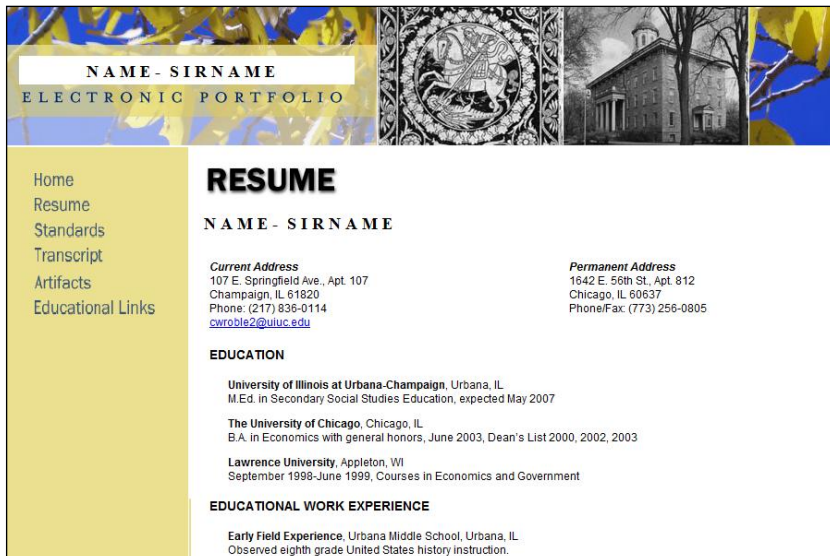 NAME- SIRNAME
ELECTRONIC PORTFOLIO
Home
Resume
Standards
Transcript
Artifacts
Educational Links
RESUME
NAME- SIRNAME
Current Address
107 E. Springfield Ave., Apt. 107
Champaign, IL 61820
Phone: (217) 836-0114
cwroble2@uiuc.edu
Permanent Address
1642 E. 56th St., Apt. 812
Chicago, IL 60637
Phone/Fax: (773) 256-0805
EDUCATION
University of Illinois at Urbana-Champaign, Urbana, IL
M.Ed. in Secondary Social Studies Education, expected May 2007
The University of Chicago, Chicago, IL
B.A. in Economics with general honors, June 2003, Dean's List 2000, 2002, 2003
Lawrence University, Appleton, WI
September 1998-June 1999, Courses in Economics and Government
EDUCATIONAL WORK EXPERIENCE
Early Field Experience, Urbana Middle School, Urbana, IL
Observed eighth grade United States history instruction.